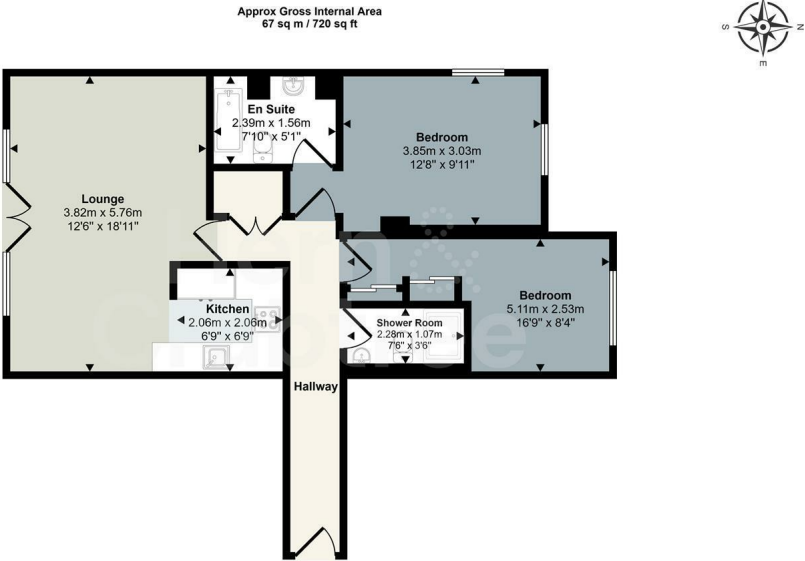 Approx Gross Internal Area
67 sq m / 720 sq ft
S
N
E
En Suite
2.39m x 1.56m
7'10" x 5'1"
Bedroom
3.85m x 3.03m
12'8" x 9'11"
Lounge
3.82m x 5.76m
12'6" x 18'11"
Hern &
Crabtree
Bedroom
5.11m x 2.53m
16'9" x 8'4"
Kitchen
2.06m x 2.06m
6'9" x 6'9"
Shower Room
2.28m x 1.07m
7'6" x 3'6"
Hallway